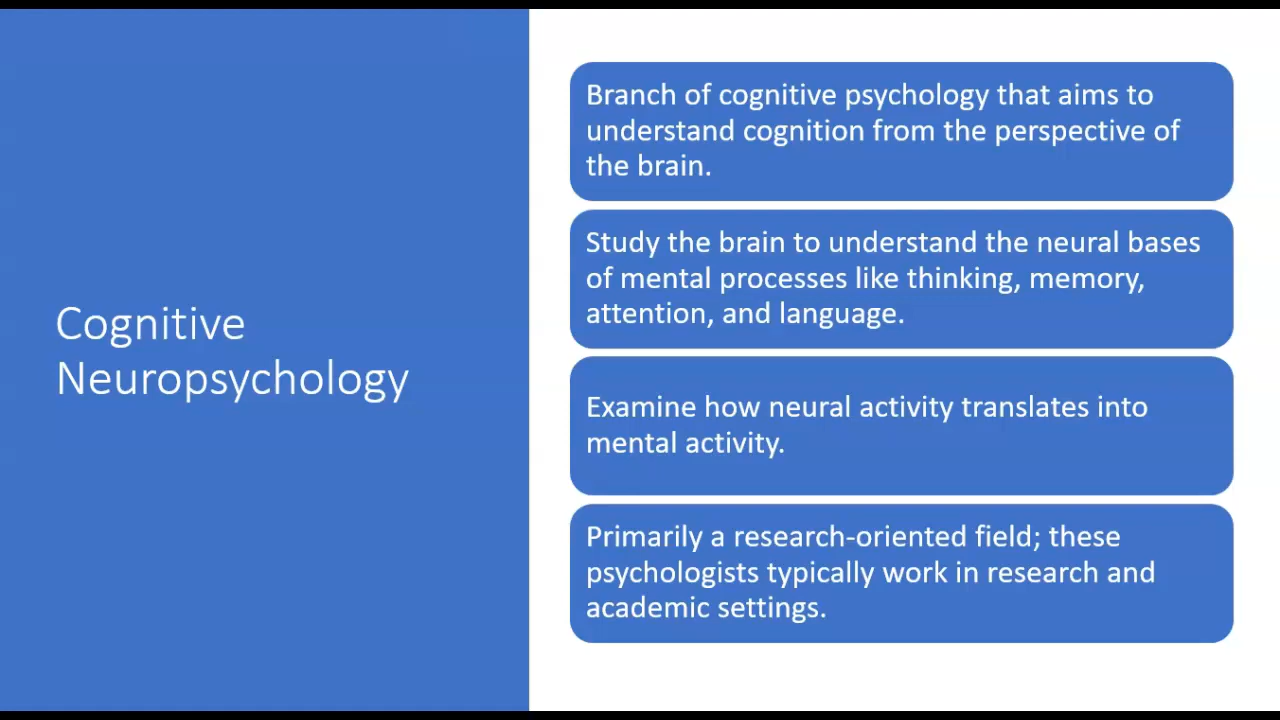 Cognitive
Neuropsychology
Branch of cognitive psychology that aims to
understand cognition from the perspective of
the brain.
Study the brain to understand the neural bases
of mental processes like thinking, memory,
attention, and language.
Examine how neural activity translates into
mental activity.
Primarily a research-oriented field; these
psychologists typically work in research and
academic settings.